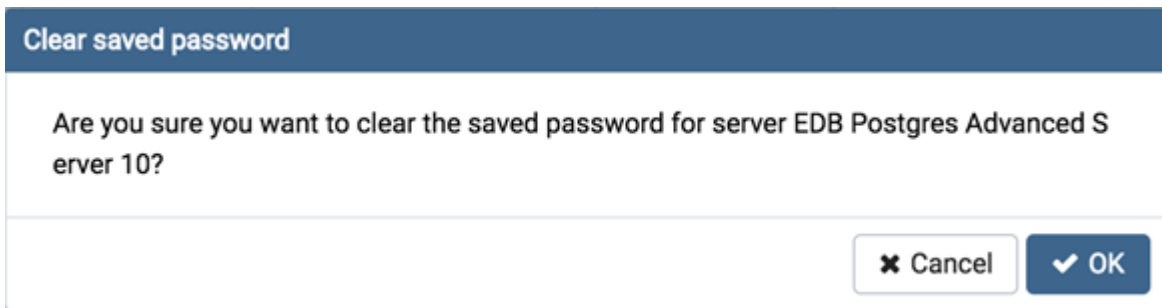 Clear saved password
Are you sure you want to clear the saved password for server EDB Postgres Advanced S
erver 10?
Cancel
OK